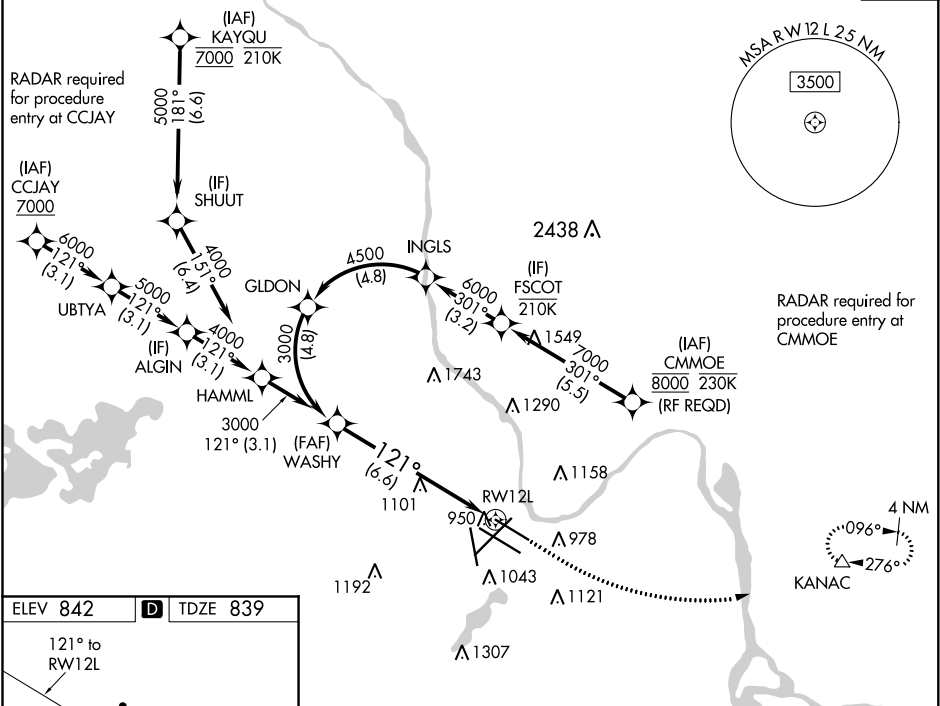 (IAF)
KAYQU
7000 210K
RADAR required
for procedure
entry at CCJAY
5000
181°
(6.6)
MSA RW 12 L 25 NM
3500
(IAF)
CCJAY
7000
(IF)
SHUUT
6000
121°
(3.1)
UBTYA
5000
121°
(3.1)
(IF)
ALGIN
4000
151°
(6.4)
4000
121°
(3.1)
HAMML
3000
121° (3.1)
GLDON
4500
(4.8)
3000
(4.8)
INGLS
2438
(IF)
FSCOT
210K
6000
301°
(3.2)
1549
7000
301°
(5.5)
(IAF)
CMMOE
8000 230K
(RF REQD)
RADAR required for
procedure entry at
CMMOE
1743
1290
(FAF)
WASHY
121°
(6.6)
1101
1158
RW12L
950
978
1043
1192
1121
1307
4 NM
096°
276°
KANAC
ELEV 842 D TDZE 839
121° to
RW12L